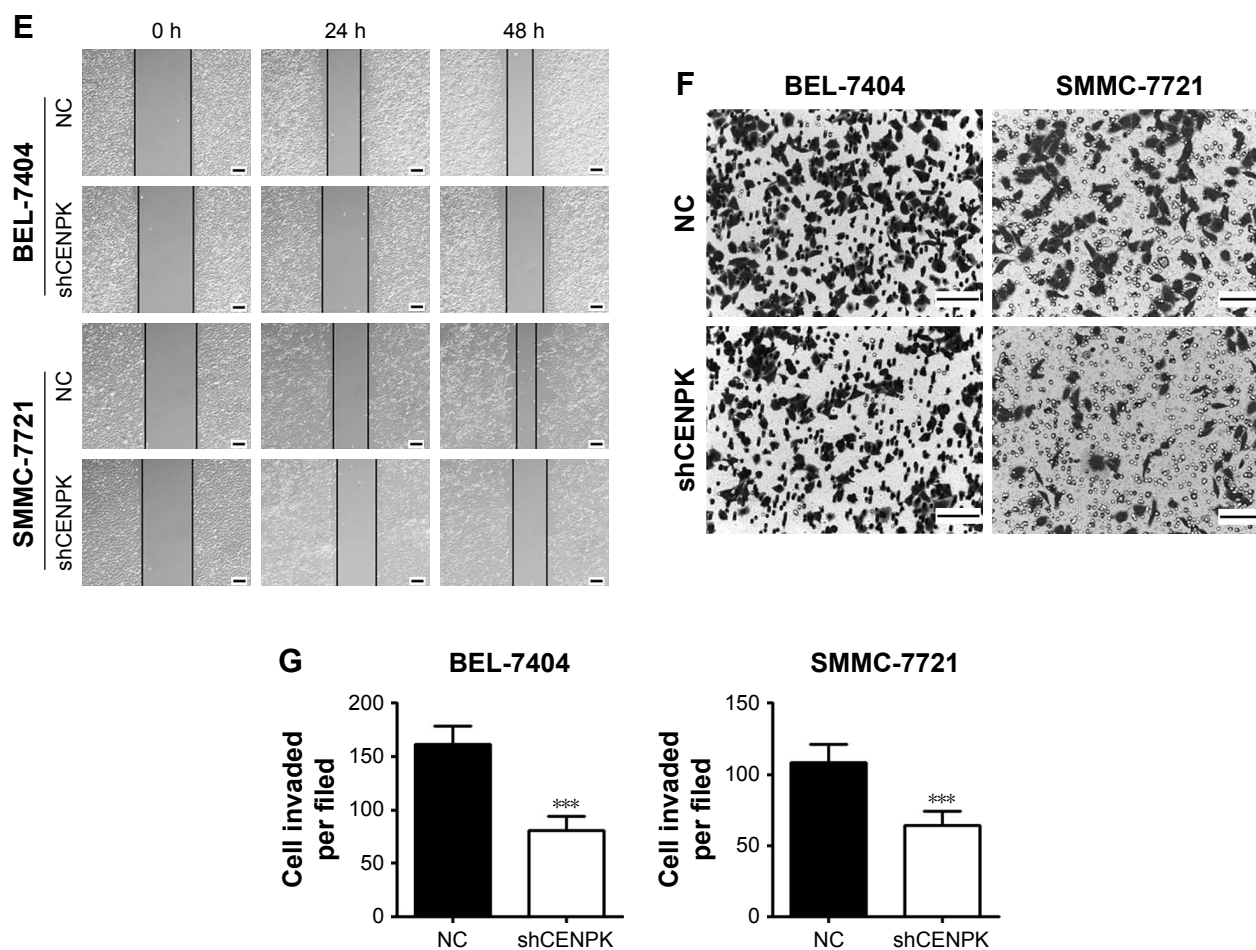 E
0 h 24 h 48 h
BEL-7404
NC
shCENPK
SMMC-7721
NC
shCENPK
F
BEL-7404 SMMC-7721
NC
shCENPK
G
BEL-7404
Cell invaded
per filed
200
150
100
50
0
***
NC shCENPK
SMMC-7721
Cell invaded
per filed
150
100
50
0
***
NC shCENPK